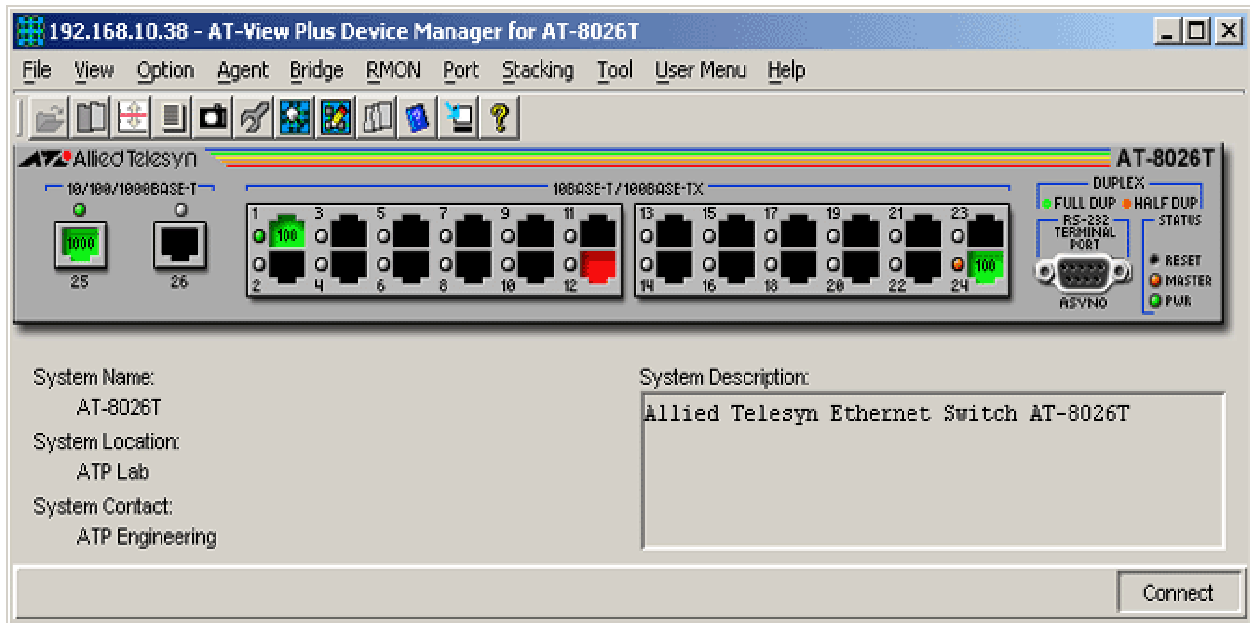 192.168.10.38 - AT-View Plus Device Manager for AT-8026T
File View Option Agent Bridge RMON Port Stacking Tool User Menu Help
Allied Telesyn
AT-8026T
10/100/1000BASE-T
10BASE-T/100BASE-TX
DUPLEX
FULL DUP HALF DUP
1 3 5 7 9 11 13 15 17 19 21 23
RS-232
TERMINAL
PORT
STATUS
1000
100
100
RESET
MASTER
PWR
25 26
2 4 6 8 10 12 14 16 18 20 22 24
ASYNC
System Name:
AT-8026T
System Location:
ATP Lab
System Contact:
ATP Engineering
System Description:
Allied Telesyn Ethernet Switch AT-8026T
Connect